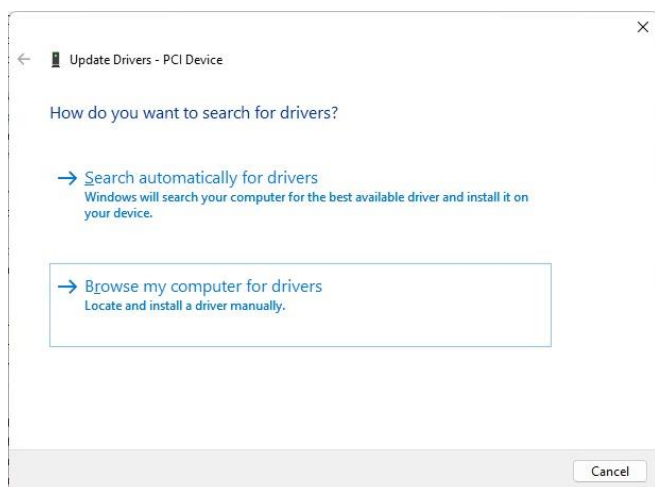 Update Drivers - PCI Device
How do you want to search for drivers?
Search automatically for drivers
Windows will search your computer for the best available driver and install it on
your device.
Browse my computer for drivers
Locate and install a driver manually.
Cancel